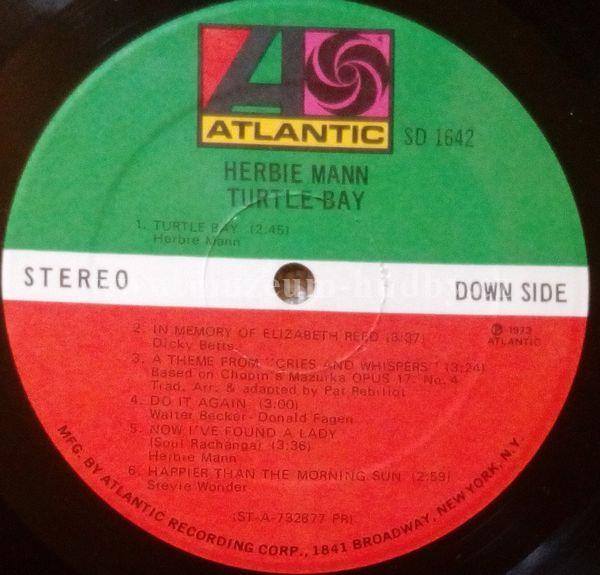 ATLANTIC
SD 1642
HERBIE MANN
TURTLE BAY
1. TURTLE BAY (2:45)
Herbie Mann
STEREO
DOWN SIDE
2. IN MEMORY OF ELIZABETH REED (3:37)
Dicky Betts
℗ 1973
ATLANTIC
3. A THEME FROM "CRIES AND WHISPERS" (3:24)
Based on Chopin's Mazurka OPUS 17. No. 4
Trad. Arr. & adapted by Pat Rebillot
4. DO IT AGAIN (3:00)
Walter Becker-Donald Fagen
5. NOW I'VE FOUND A LADY
(Soul Rachanga) (3:36)
Herbie Mann
6. HAPPIER THAN THE MORNING SUN (2:59)
Stevie Wonder
(ST-A-732877 PR)
MFG. BY ATLANTIC RECORDING CORP., 1841 BROADWAY, NEW YORK, N.Y.